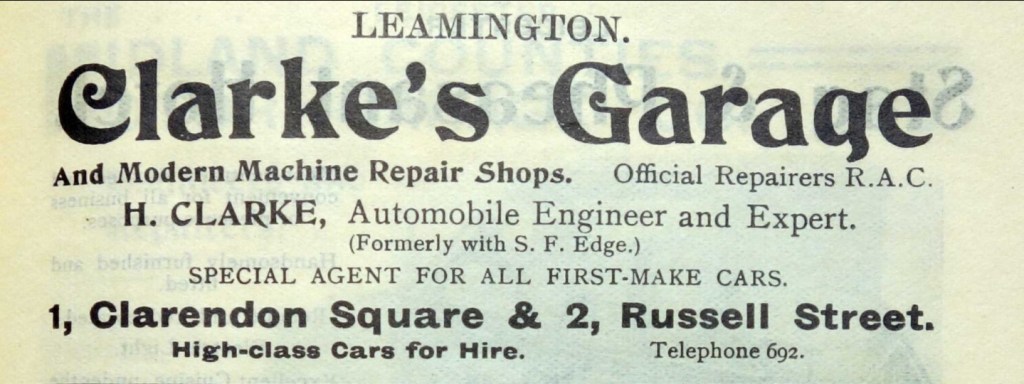 LEAMINGTON.
Clarke's Garage
And Modern Machine Repair Shops. Official Repairers R.A.C.
H. CLARKE, Automobile Engineer and Expert.
(Formerly with S. F. Edge.)
SPECIAL AGENT FOR ALL FIRST-MAKE CARS.
1, Clarendon Square & 2, Russell Street.
High-class Cars for Hire. Telephone 692.